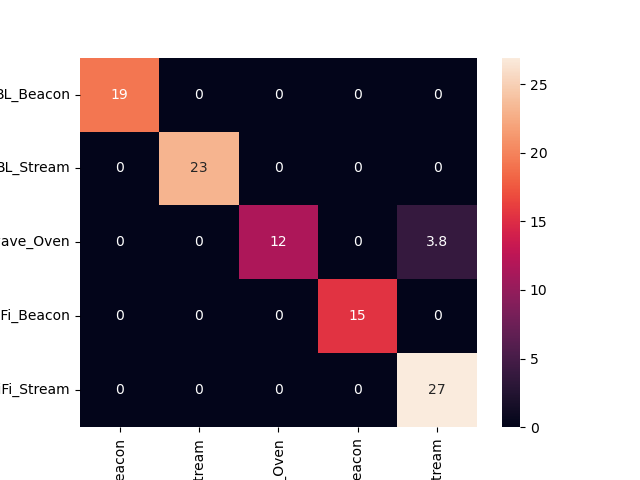 BL_Beacon 19 0 0 0 0
BL_Stream 0 23 0 0 0
ave_Oven 0 0 12 0 3.8
Fi_Beacon 0 0 0 15 0
Fi_Stream 0 0 0 0 27
eacon
tream
_Oven
eacon
tream
25
20
15
10
5
0